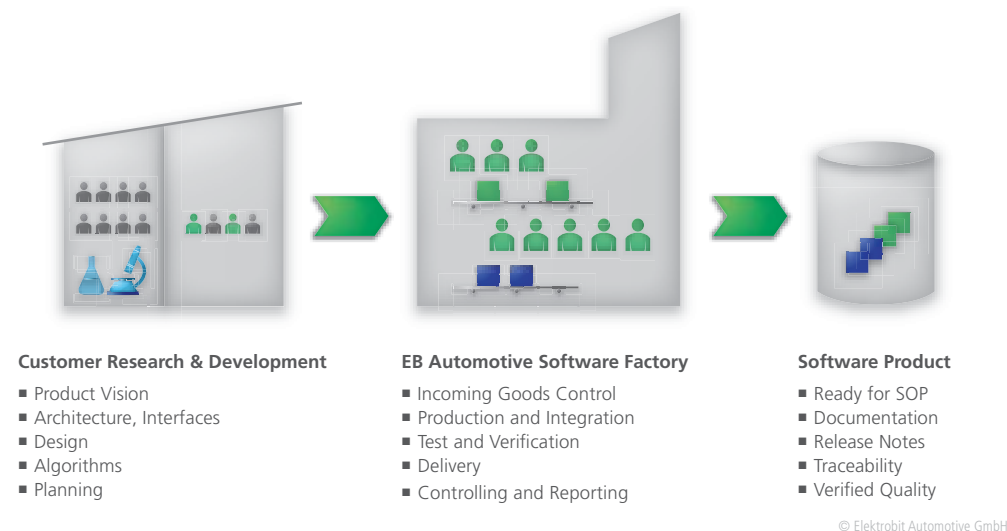 Customer Research & Development
■ Product Vision
■ Architecture, Interfaces
■ Design
■ Algorithms
■ Planning
EB Automotive Software Factory
■ Incoming Goods Control
■ Production and Integration
■ Test and Verification
■ Delivery
■ Controlling and Reporting
Software Product
■ Ready for SOP
■ Documentation
■ Release Notes
■ Traceability
■ Verified Quality
© Elektrobit Automotive GmbH